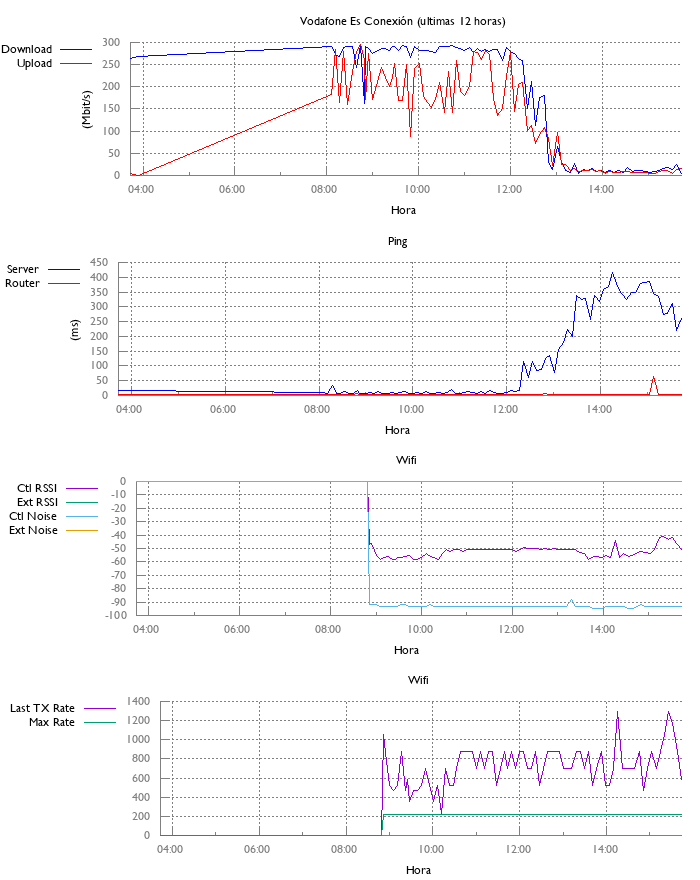 Vodafone Es Conexión (ultimas 12 horas)
Download
Upload
(Mbit/s)
300
250
200
150
100
50
0
04:00 06:00 08:00 10:00 12:00 14:00
Hora
Ping
Server
Router
(ms)
450
400
350
300
250
200
150
100
50
0
04:00 06:00 08:00 10:00 12:00 14:00
Hora
Wifi
Ctl RSSI
Ext RSSI
Ctl Noise
Ext Noise
0
-10
-20
-30
-40
-50
-60
-70
-80
-90
-100
04:00 06:00 08:00 10:00 12:00 14:00
Hora
Wifi
Last TX Rate
Max Rate
1400
1200
1000
800
600
400
200
0
04:00 06:00 08:00 10:00 12:00 14:00
Hora